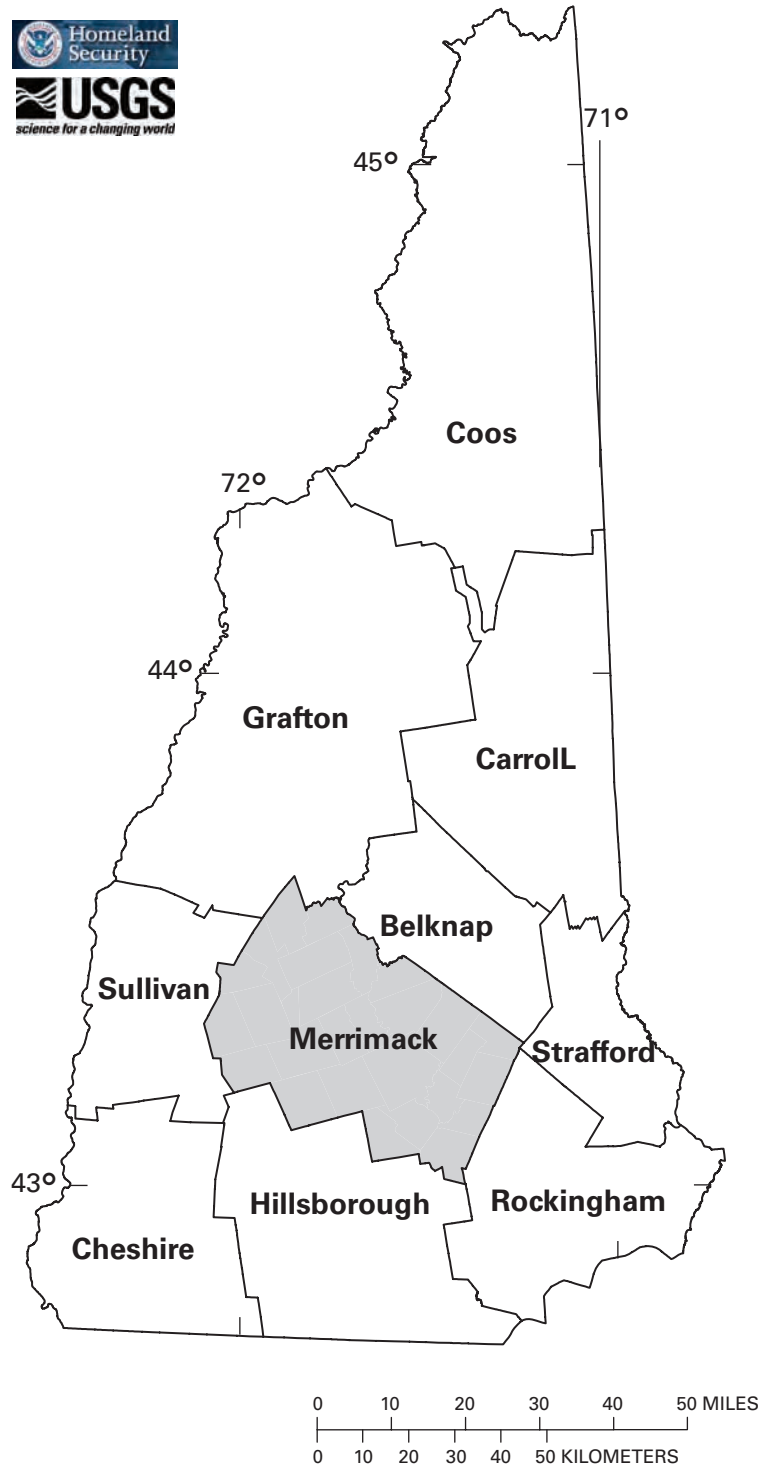 Homeland
Security
USGS
science for a changing world
71°
45°
Coos
72°
44°
Grafton
CarrolL
Belknap
Sullivan
Merrimack
Strafford
43°
Hillsborough
Rockingham
Cheshire
0 10 20 30 40 50 MILES
0 10 20 30 40 50 KILOMETERS